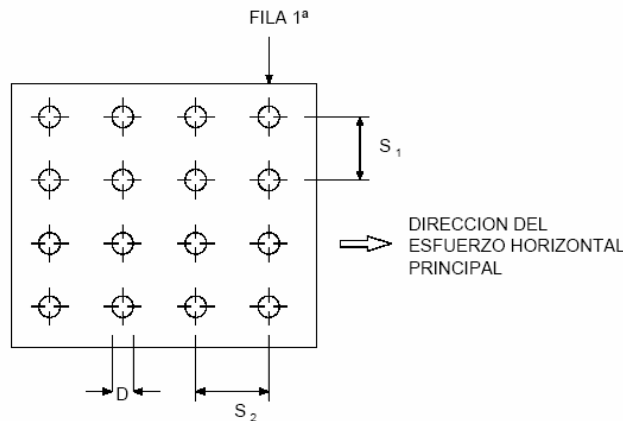 FILA 1ª
S 1
DIRECCION DEL
ESFUERZO HORIZONTAL
PRINCIPAL
D
S 2